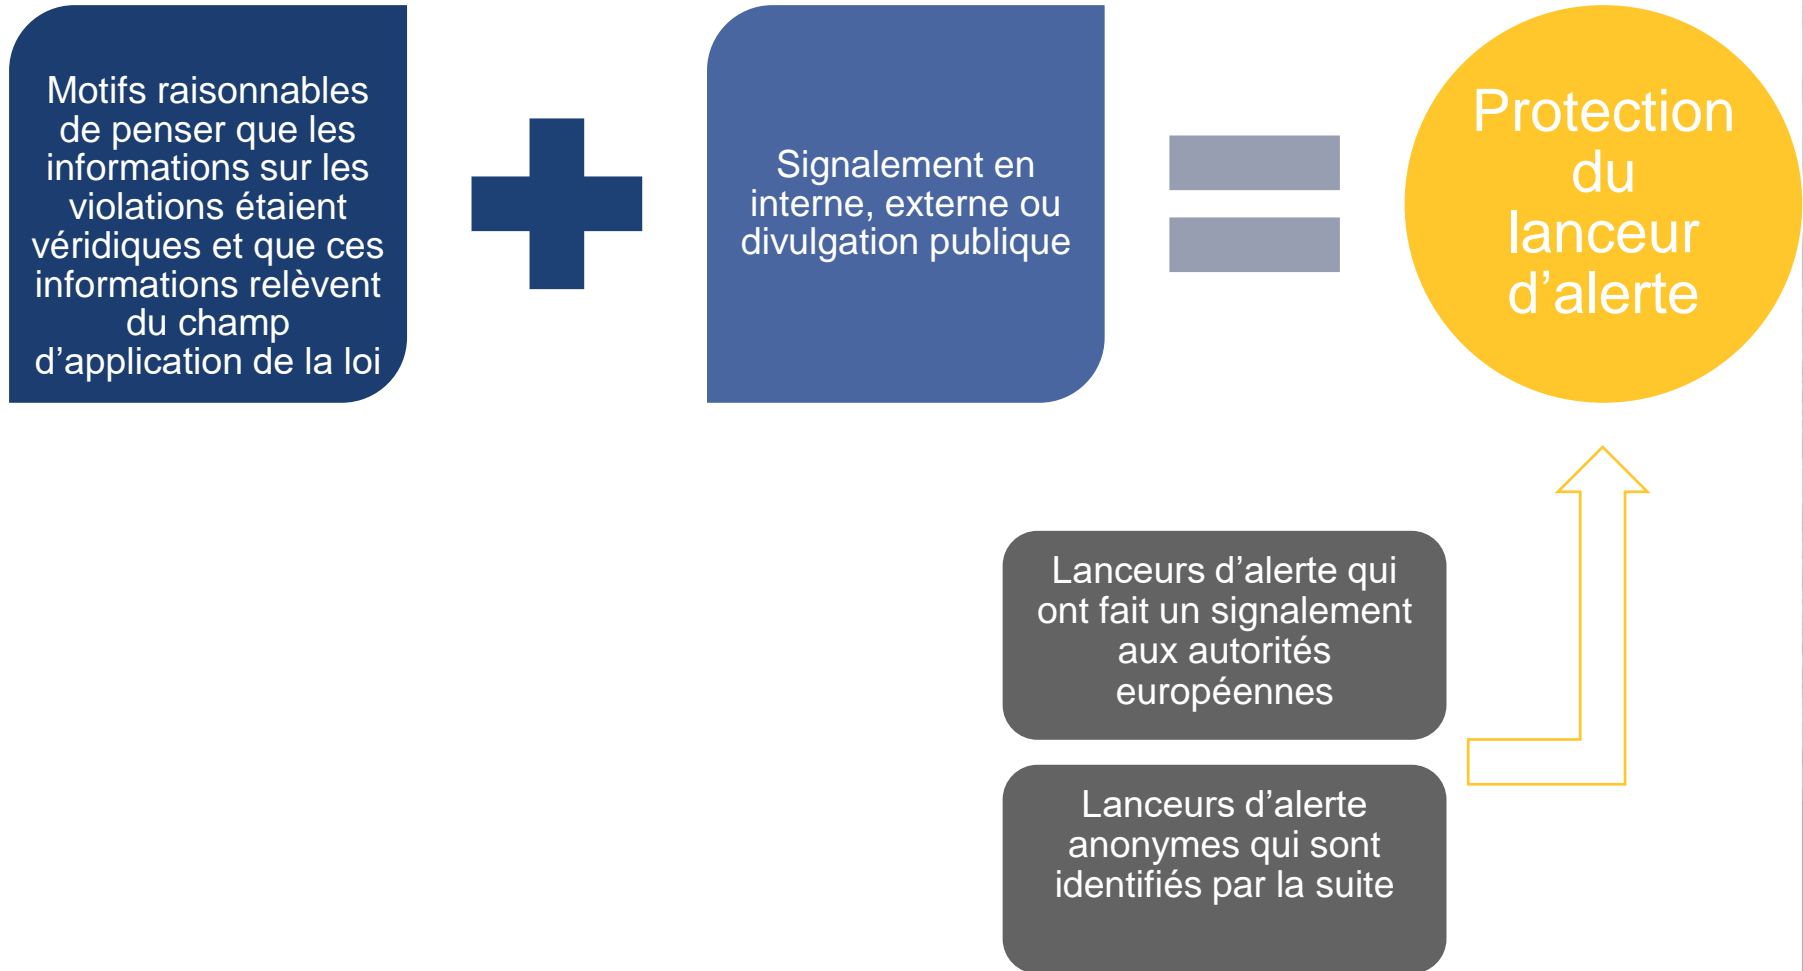 Motifs raisonnables
de penser que les
informations sur les
violations étaient
véridiques et que ces
informations relèvent
du champ
d’application de la loi
Signalement en
interne, externe ou
divulgation publique
Protection
du
lanceur
d’alerte
Lanceurs d’alerte qui
ont fait un signalement
aux autorités
européennes
Lanceurs d’alerte
anonymes qui sont
identifiés par la suite